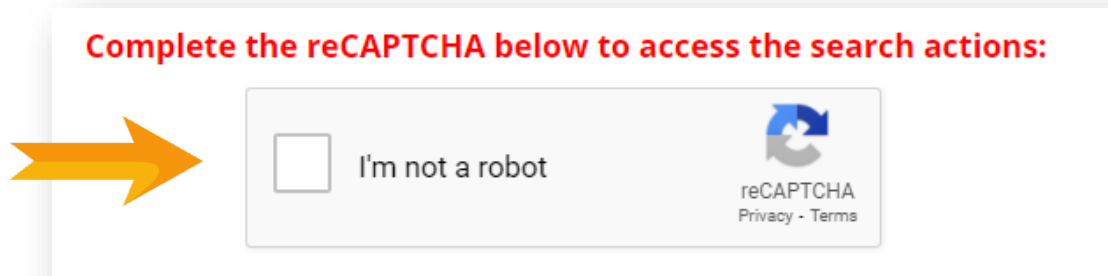 Complete the reCAPTCHA below to access the search actions:
I'm not a robot
reCAPTCHA
Privacy - Terms